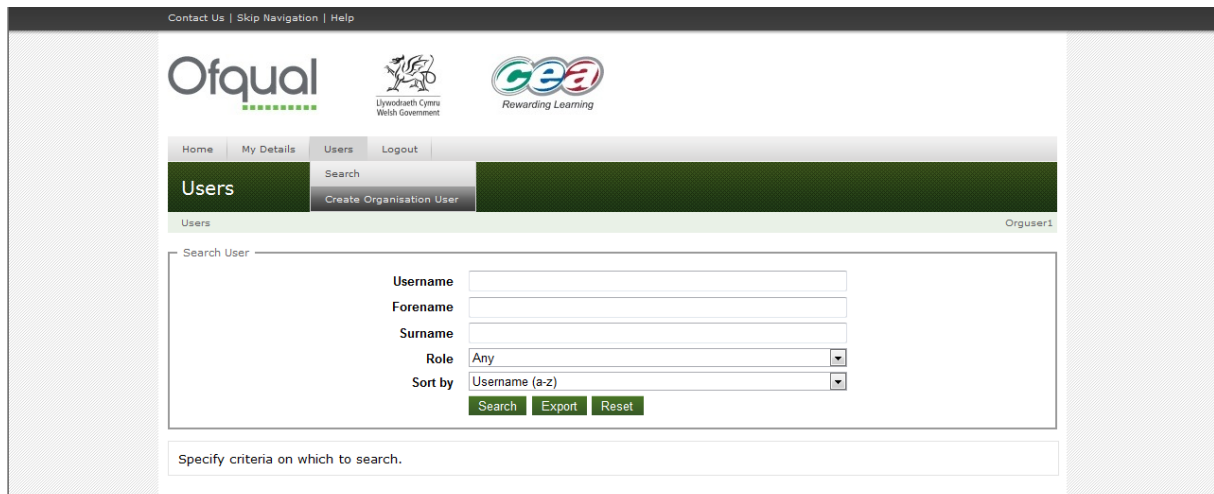 Contact Us | Skip Navigation | Help
Ofqual
Llywodraeth Cymru
Welsh Government
cea
Rewarding Learning
Home My Details Users Logout
Search
Users
Create Organisation User
Users Orguser1
Search User
Username
Forename
Surname
Role Any
Sort by Username (a-z)
Search Export Reset
Specify criteria on which to search.